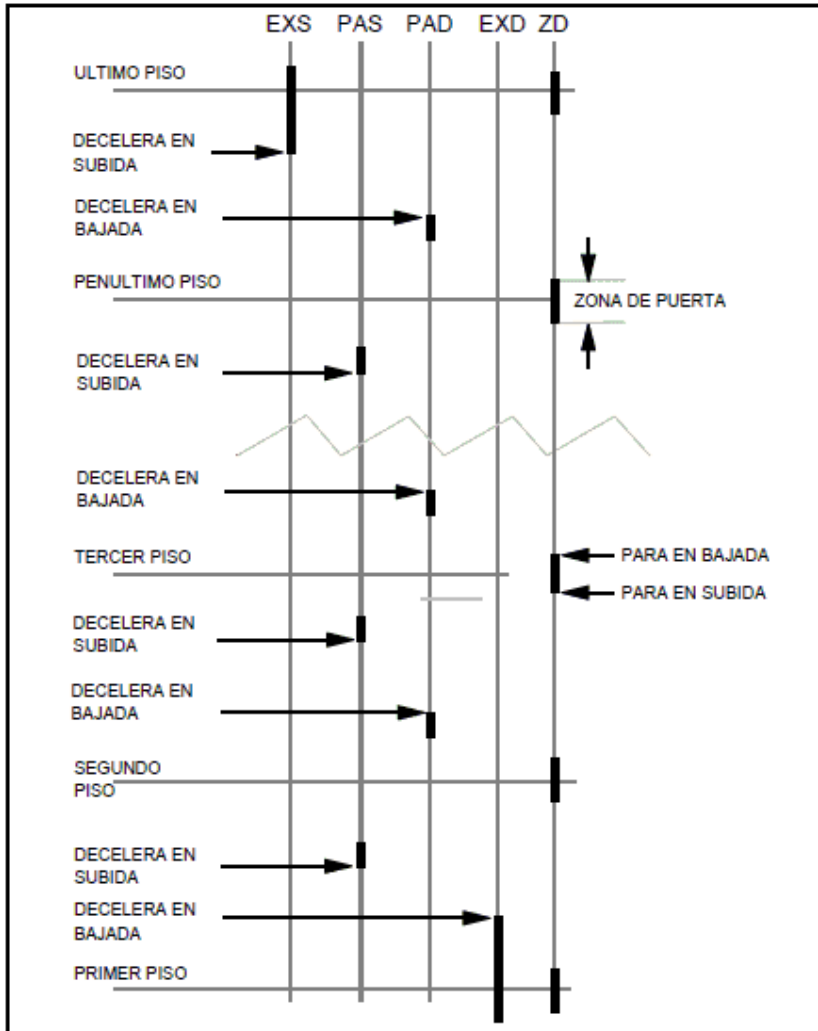 EXS PAS PAD EXD ZD
ULTIMO PISO
DECELERA EN
SUBIDA
DECELERA EN
BAJADA
PENULTIMO PISO
ZONA DE PUERTA
DECELERA EN
SUBIDA
DECELERA EN
BAJADA
PARA EN BAJADA
TERCER PISO
PARA EN SUBIDA
DECELERA EN
SUBIDA
DECELERA EN
BAJADA
SEGUNDO
PISO
DECELERA EN
SUBIDA
DECELERA EN
BAJADA
PRIMER PISO